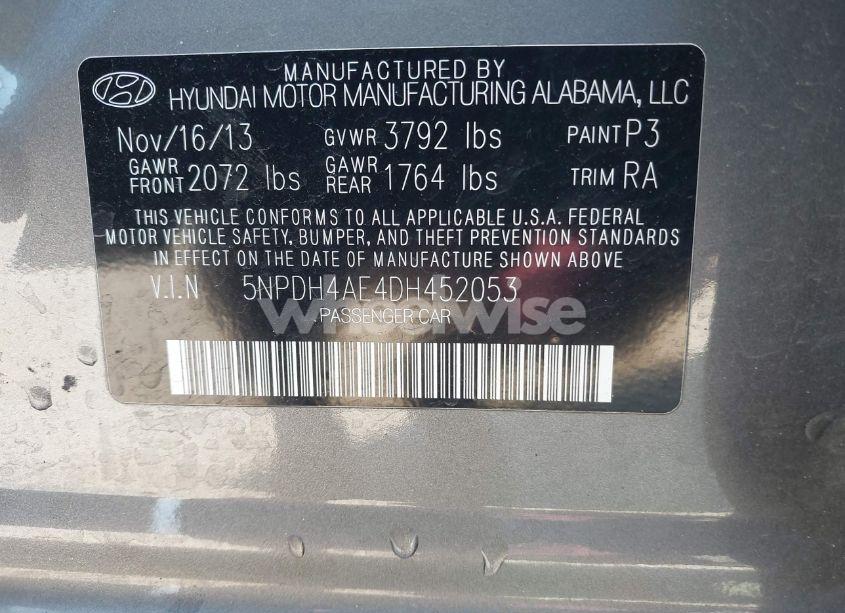 MANUFACTURED BY
HYUNDAI MOTOR MANUFACTURING ALABAMA, LLC
Nov/16/13 GVWR 3792 lbs PAINT P3
GAWR FRONT 2072 lbs GAWR REAR 1764 lbs TRIM RA
THIS VEHICLE CONFORMS TO ALL APPLICABLE U.S.A. FEDERAL
MOTOR VEHICLE SAFETY, BUMPER, AND THEFT PREVENTION STANDARDS
IN EFFECT ON THE DATE OF MANUFACTURE SHOWN ABOVE.
V.I.N 5NPDH4AE4DH452053
wheelwise
PASSENGER CAR